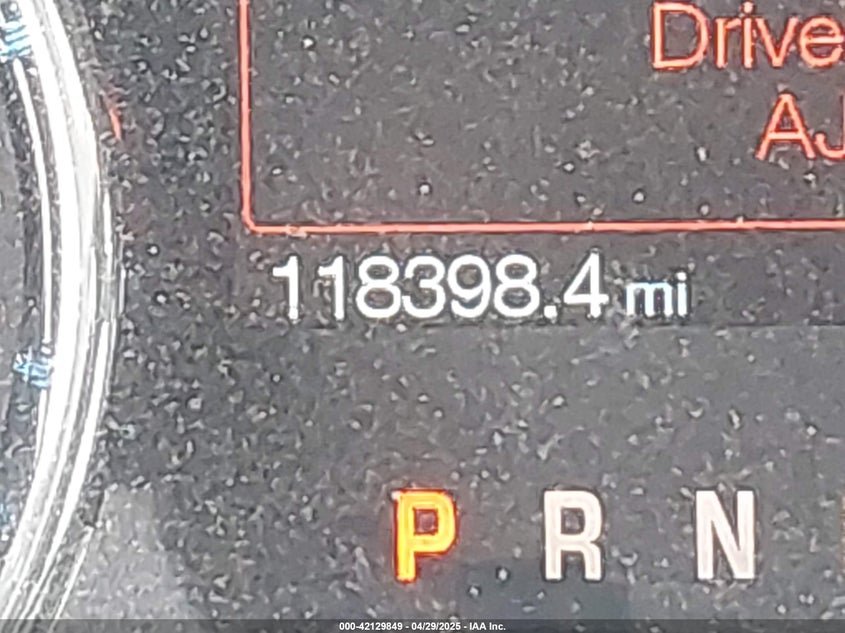 Drive
AJ
118398.4 mi
P R N
000-42129849 - 04/29/2025 - IAA Inc.